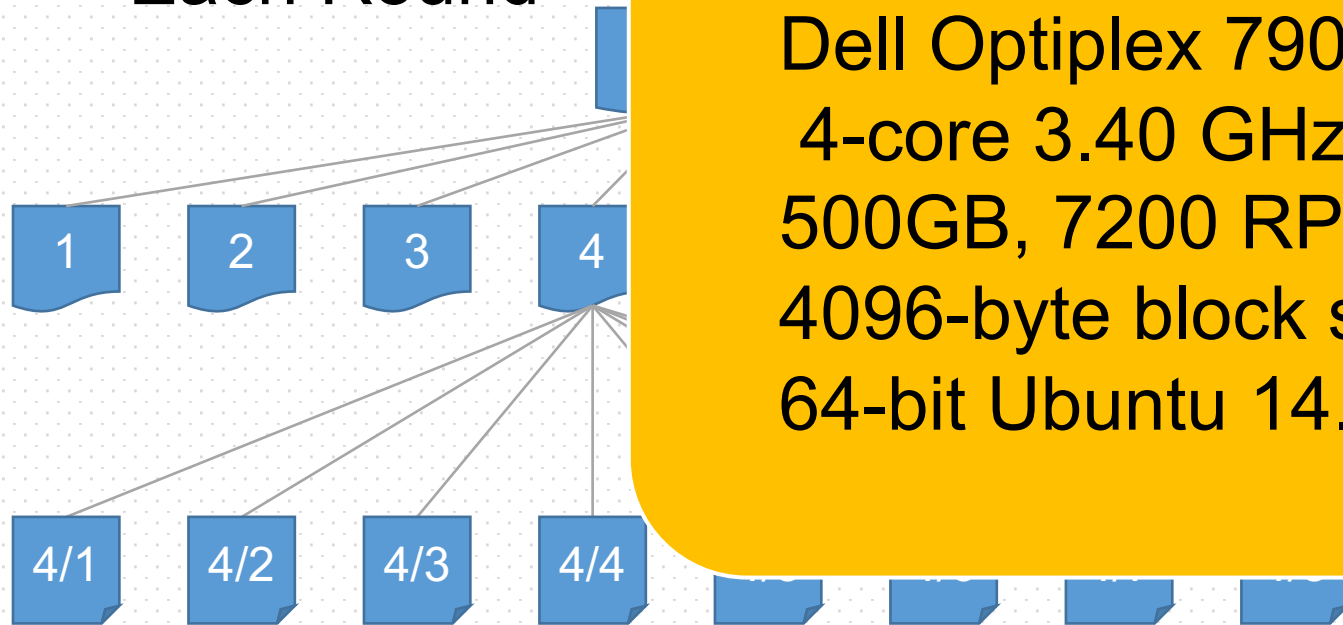 Each Round
Dell Optiplex 790
4-core 3.40 GHz
500GB, 7200 RP
4096-byte block
64-bit Ubuntu 14.
1 2 3 4
4/1 4/2 4/3 4/4